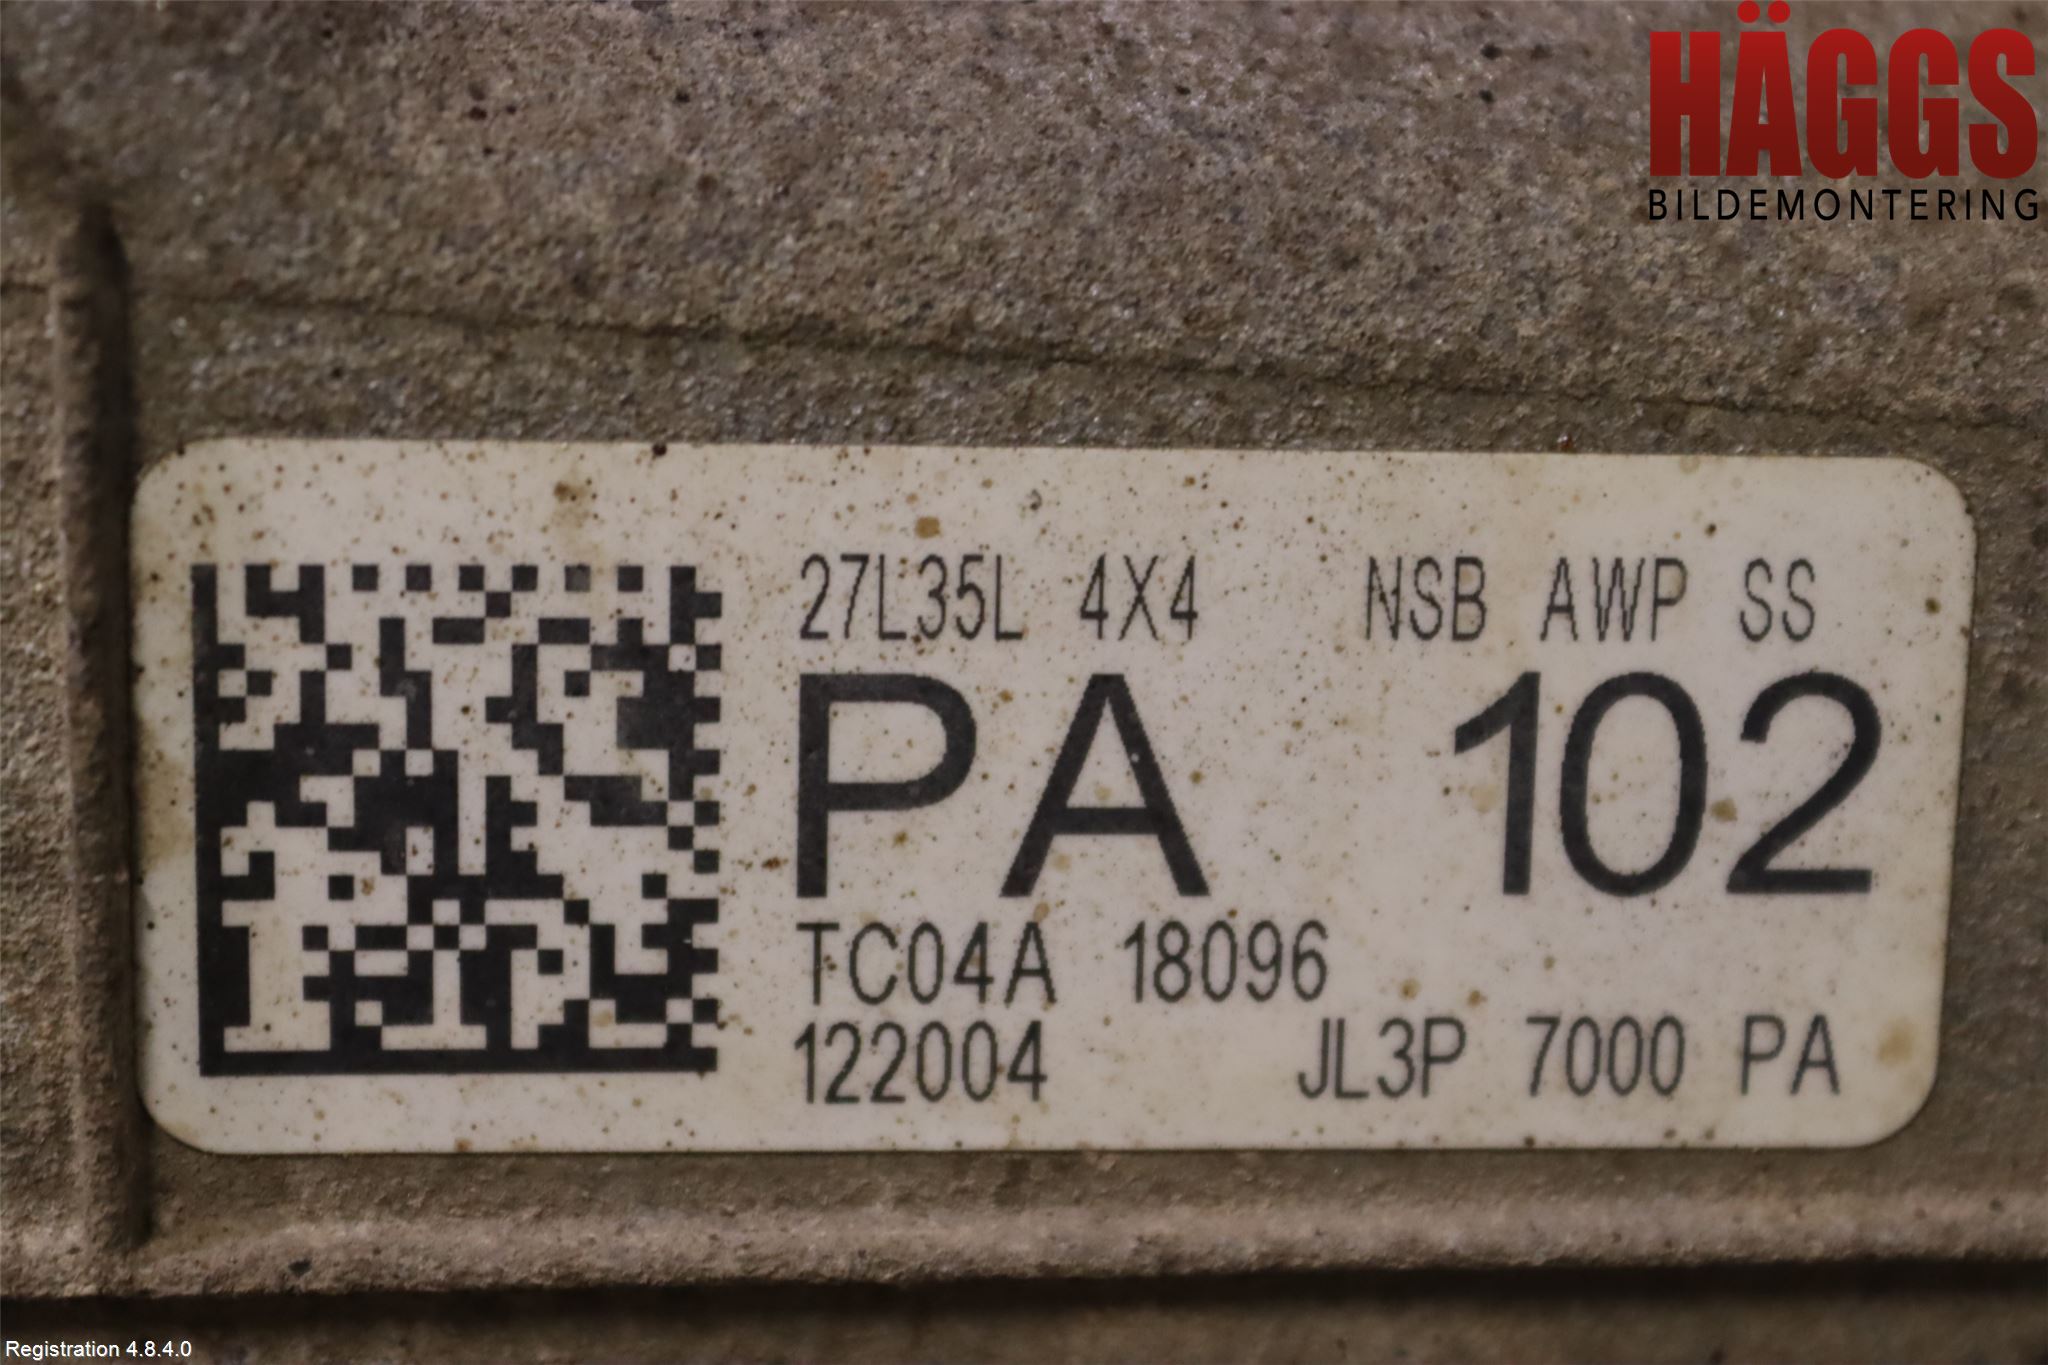 HÄGGS
BILDEMONTERING
27L35L 4X4 NSB AWP SS
PA 102
TC04A 18096
122004 JL3P 7000 PA
Registration 4.8.4.0